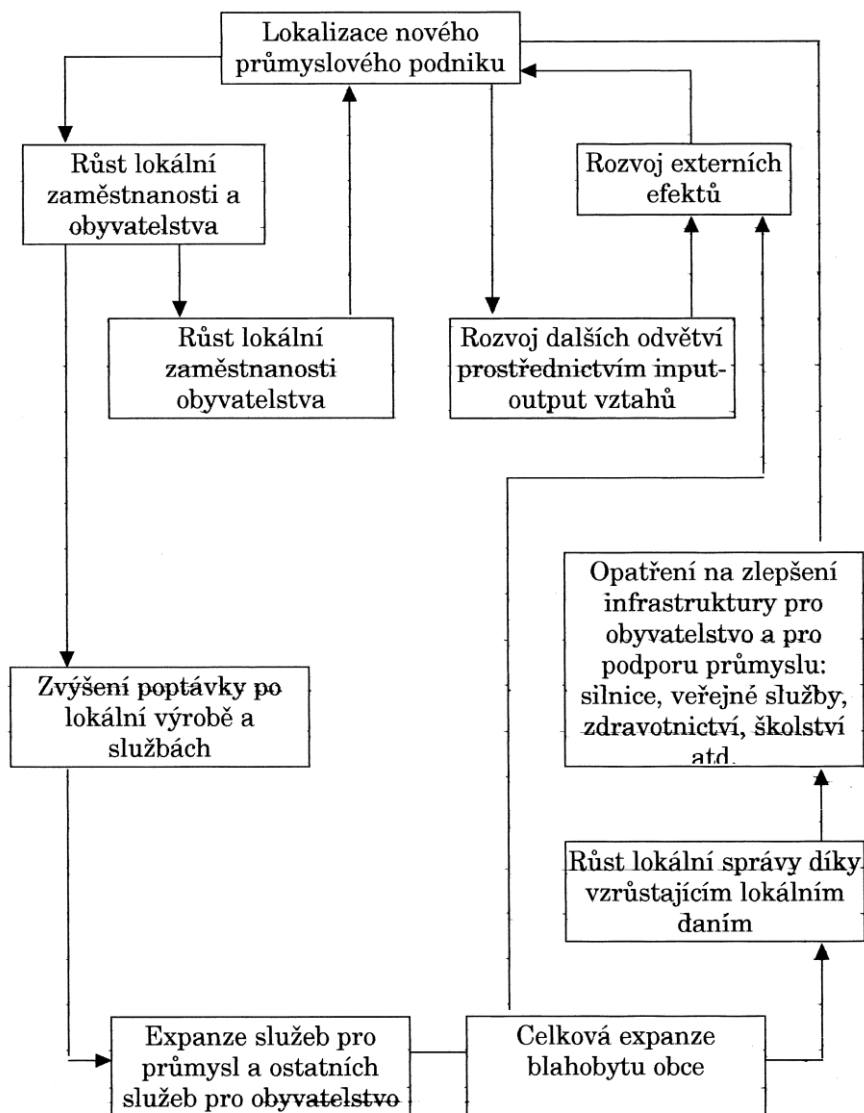 Lokalizace nového
průmyslového podniku
Růst lokální
zaměstnanosti a
obyvatelstva
Rozvoj externích
efektů
Růst lokální
zaměstnanosti
obyvatelstva
Rozvoj dalších odvětví
prostřednictvím input-
output vztahů
Opatření na zlepšení
infrastruktury pro
obyvatelstvo a pro
podporu průmyslu:
silnice, veřejné služby,
zdravotnictví, školství
atd.
Zvýšení poptávky po
lokální výrobě a
službách
Růst lokální správy díky
vzrůstajícím lokálním
daním
Expanze služeb pro
průmysl a ostatních
služeb pro obyvatelstvo
Celková expanze
blahobytu obce